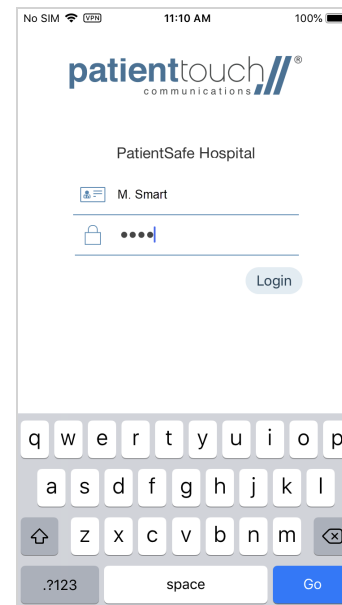 No SIM VPN 11:10 AM 100%
patienttouch®
communications
PatientSafe Hospital
M. Smart
••••
Login
q w e r t y u i o p
a s d f g h j k l
z x c v b n m
.?123 space Go